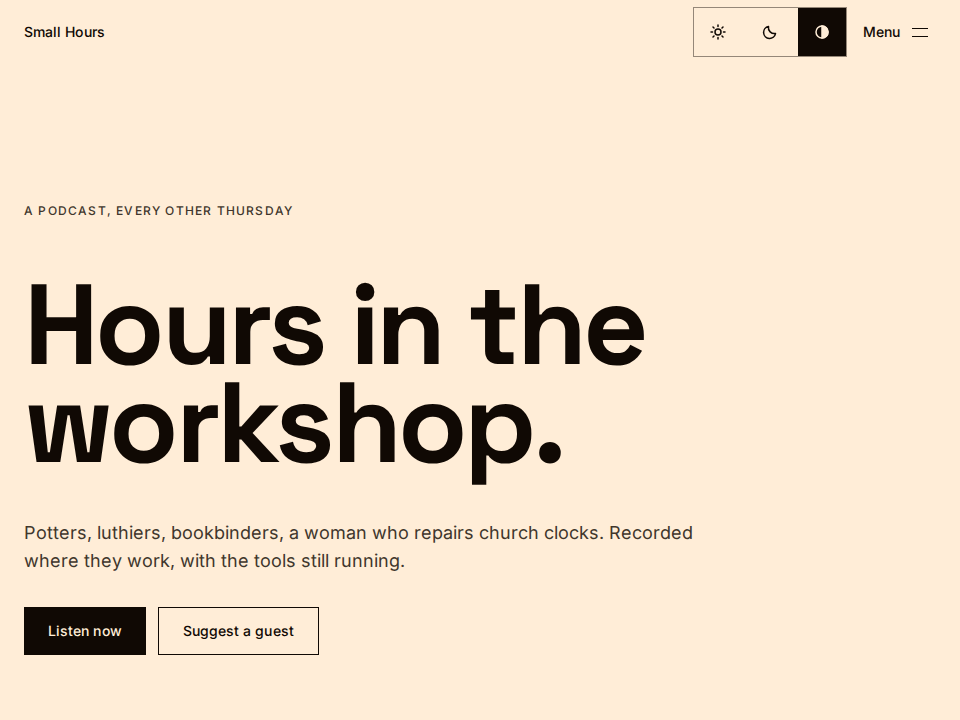 Small Hours
Menu
A PODCAST, EVERY OTHER THURSDAY
Hours in the
workshop.
Potters, luthiers, bookbinders, a woman who repairs church clocks. Recorded
where they work, with the tools still running.
Listen now
Suggest a guest